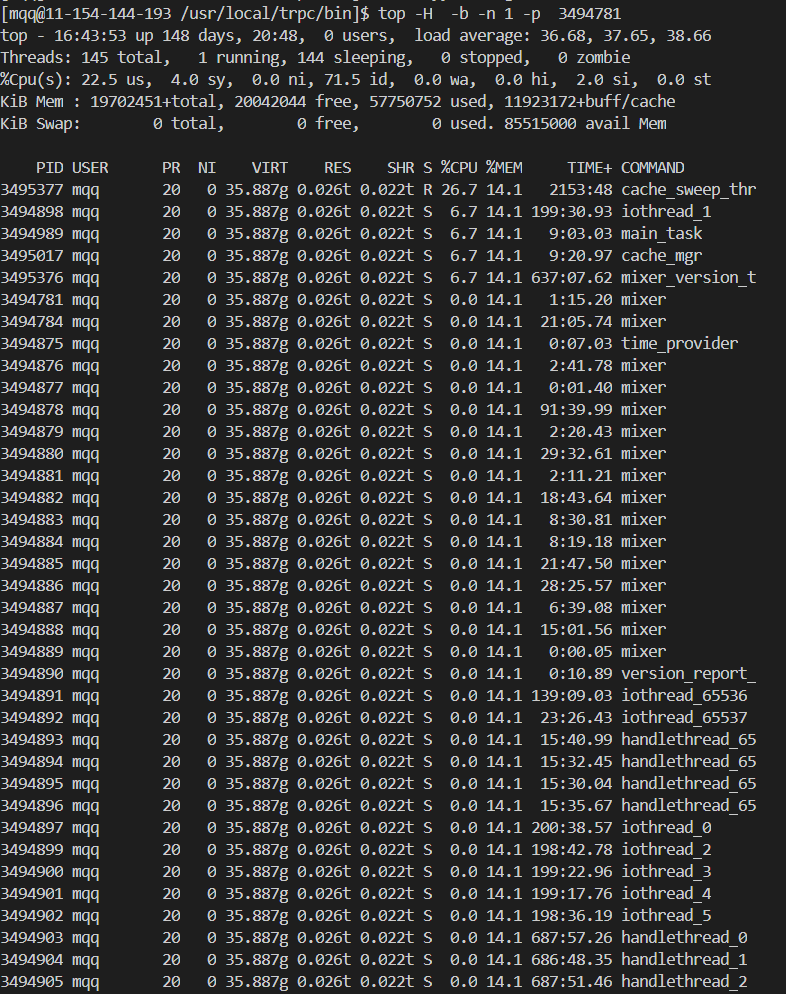 [mqq@11-154-144-193 /usr/local/trpc/bin]$ top -H  -b -n 1 -p  3494781
top - 16:43:53 up 148 days, 20:48,  0 users,  load average: 36.68, 37.65, 38.66
Threads: 145 total,   1 running, 144 sleeping,   0 stopped,   0 zombie
%Cpu(s): 22.5 us,  4.0 sy,  0.0 ni, 71.5 id,  0.0 wa,  0.0 hi,  2.0 si,  0.0 st
KiB Mem : 19702451+total, 20042044 free, 57750752 used, 11923172+buff/cache
KiB Swap:        0 total,        0 free,        0 used. 85515000 avail Mem
PID USER      PR  NI    VIRT    RES    SHR S %CPU %MEM     TIME+ COMMAND
3495377 mqq       20   0 35.887g 0.026t 0.022t R 26.7 14.1   2153:48 cache_sweep_thr
3494898 mqq       20   0 35.887g 0.026t 0.022t S  6.7 14.1 199:30.93 iothread_1
3494989 mqq       20   0 35.887g 0.026t 0.022t S  6.7 14.1   9:03.03 main_task
3495017 mqq       20   0 35.887g 0.026t 0.022t S  6.7 14.1   9:20.97 cache_mgr
3495376 mqq       20   0 35.887g 0.026t 0.022t S  6.7 14.1 637:07.62 mixer_version_t
3494781 mqq       20   0 35.887g 0.026t 0.022t S  0.0 14.1   1:15.20 mixer
3494784 mqq       20   0 35.887g 0.026t 0.022t S  0.0 14.1  21:05.74 mixer
3494875 mqq       20   0 35.887g 0.026t 0.022t S  0.0 14.1   0:07.03 time_provider
3494876 mqq       20   0 35.887g 0.026t 0.022t S  0.0 14.1   2:41.78 mixer
3494877 mqq       20   0 35.887g 0.026t 0.022t S  0.0 14.1   0:01.40 mixer
3494878 mqq       20   0 35.887g 0.026t 0.022t S  0.0 14.1  91:39.99 mixer
3494879 mqq       20   0 35.887g 0.026t 0.022t S  0.0 14.1   2:20.43 mixer
3494880 mqq       20   0 35.887g 0.026t 0.022t S  0.0 14.1  29:32.61 mixer
3494881 mqq       20   0 35.887g 0.026t 0.022t S  0.0 14.1   2:11.21 mixer
3494882 mqq       20   0 35.887g 0.026t 0.022t S  0.0 14.1  18:43.64 mixer
3494883 mqq       20   0 35.887g 0.026t 0.022t S  0.0 14.1   8:30.81 mixer
3494884 mqq       20   0 35.887g 0.026t 0.022t S  0.0 14.1   8:19.18 mixer
3494885 mqq       20   0 35.887g 0.026t 0.022t S  0.0 14.1  21:47.50 mixer
3494886 mqq       20   0 35.887g 0.026t 0.022t S  0.0 14.1  28:25.57 mixer
3494887 mqq       20   0 35.887g 0.026t 0.022t S  0.0 14.1   6:39.08 mixer
3494888 mqq       20   0 35.887g 0.026t 0.022t S  0.0 14.1  15:01.56 mixer
3494889 mqq       20   0 35.887g 0.026t 0.022t S  0.0 14.1   0:00.05 mixer
3494890 mqq       20   0 35.887g 0.026t 0.022t S  0.0 14.1   0:10.89 version_report_
3494891 mqq       20   0 35.887g 0.026t 0.022t S  0.0 14.1 139:09.03 iothread_65536
3494892 mqq       20   0 35.887g 0.026t 0.022t S  0.0 14.1  23:26.43 iothread_65537
3494893 mqq       20   0 35.887g 0.026t 0.022t S  0.0 14.1  15:40.99 handlethread_65
3494894 mqq       20   0 35.887g 0.026t 0.022t S  0.0 14.1  15:32.45 handlethread_65
3494895 mqq       20   0 35.887g 0.026t 0.022t S  0.0 14.1  15:30.04 handlethread_65
3494896 mqq       20   0 35.887g 0.026t 0.022t S  0.0 14.1  15:35.67 handlethread_65
3494897 mqq       20   0 35.887g 0.026t 0.022t S  0.0 14.1 200:38.57 iothread_0
3494899 mqq       20   0 35.887g 0.026t 0.022t S  0.0 14.1 198:42.78 iothread_2
3494900 mqq       20   0 35.887g 0.026t 0.022t S  0.0 14.1 199:22.96 iothread_3
3494901 mqq       20   0 35.887g 0.026t 0.022t S  0.0 14.1 199:17.76 iothread_4
3494902 mqq       20   0 35.887g 0.026t 0.022t S  0.0 14.1 198:36.19 iothread_5
3494903 mqq       20   0 35.887g 0.026t 0.022t S  0.0 14.1 687:57.26 handlethread_0
3494904 mqq       20   0 35.887g 0.026t 0.022t S  0.0 14.1 686:48.35 handlethread_1
3494905 mqq       20   0 35.887g 0.026t 0.022t S  0.0 14.1 687:51.46 handlethread_2